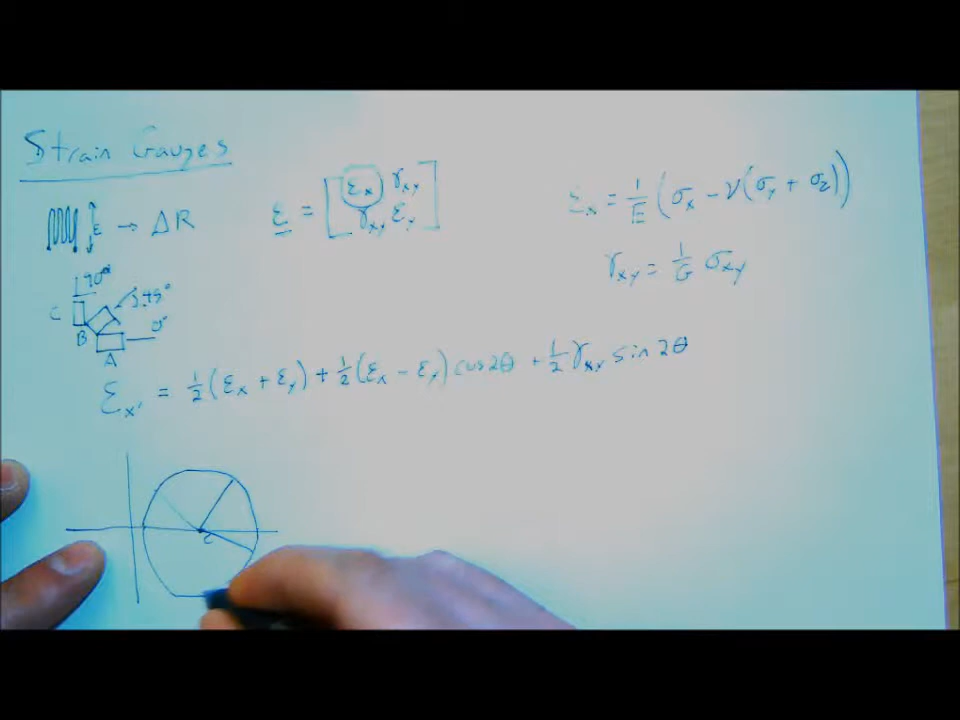 Strain Gauges
ε → ΔR
ε = [ εx γxy
γxy εy ]
εx = 1/E (σx - ν(σy + σz))
γxy = 1/G σxy
90°
45°
0°
C
B
A
εx' = 1/2 (εx + εy) + 1/2 (εx - εy) cos 2θ + 1/2 γxy sin 2θ
c